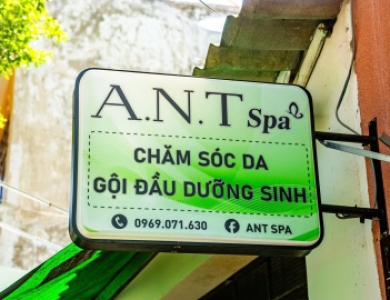 A.N.T Spa
CHĂM SÓC DA
GỘI ĐẦU DƯỠNG SINH
0969.071.630 ANT SPA